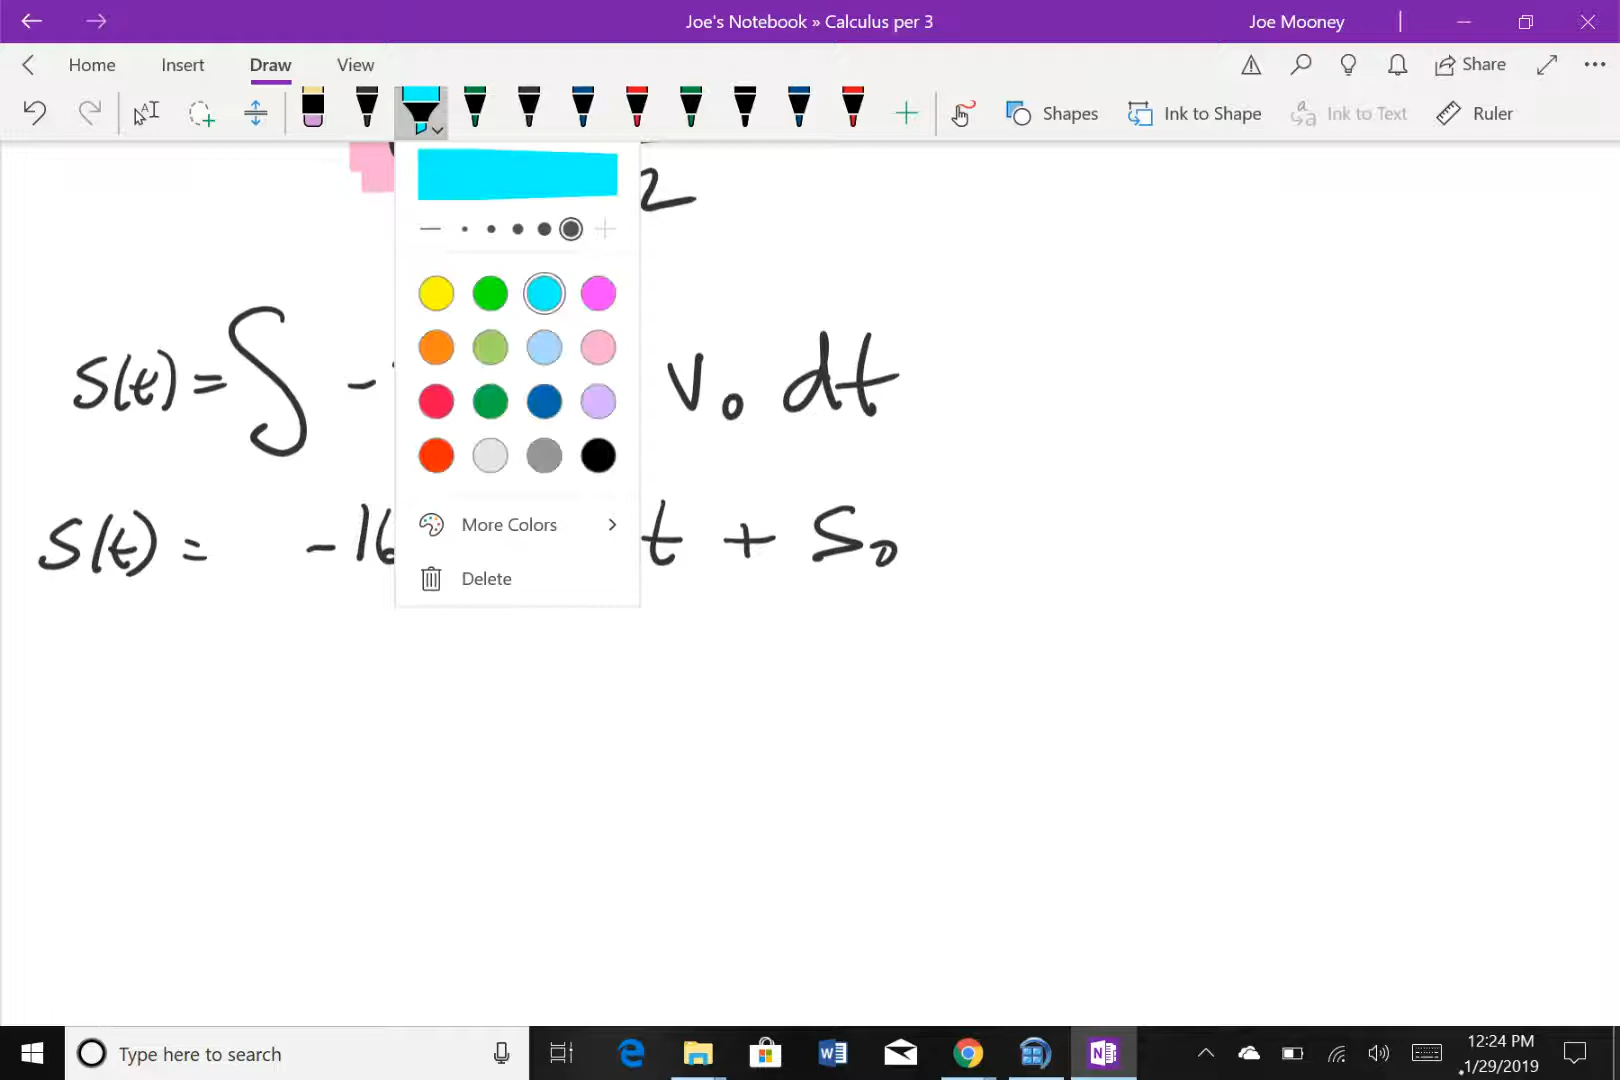 Joe's Notebook » Calculus per 3
Joe Mooney
Home Insert Draw View
Share
Shapes
Ink to Shape
Ink to Text
Ruler
2
s(t) = ∫ - v₀ dt
s(t) = -16 t + s₀
More Colors
Delete
Type here to search
12:24 PM
1/29/2019